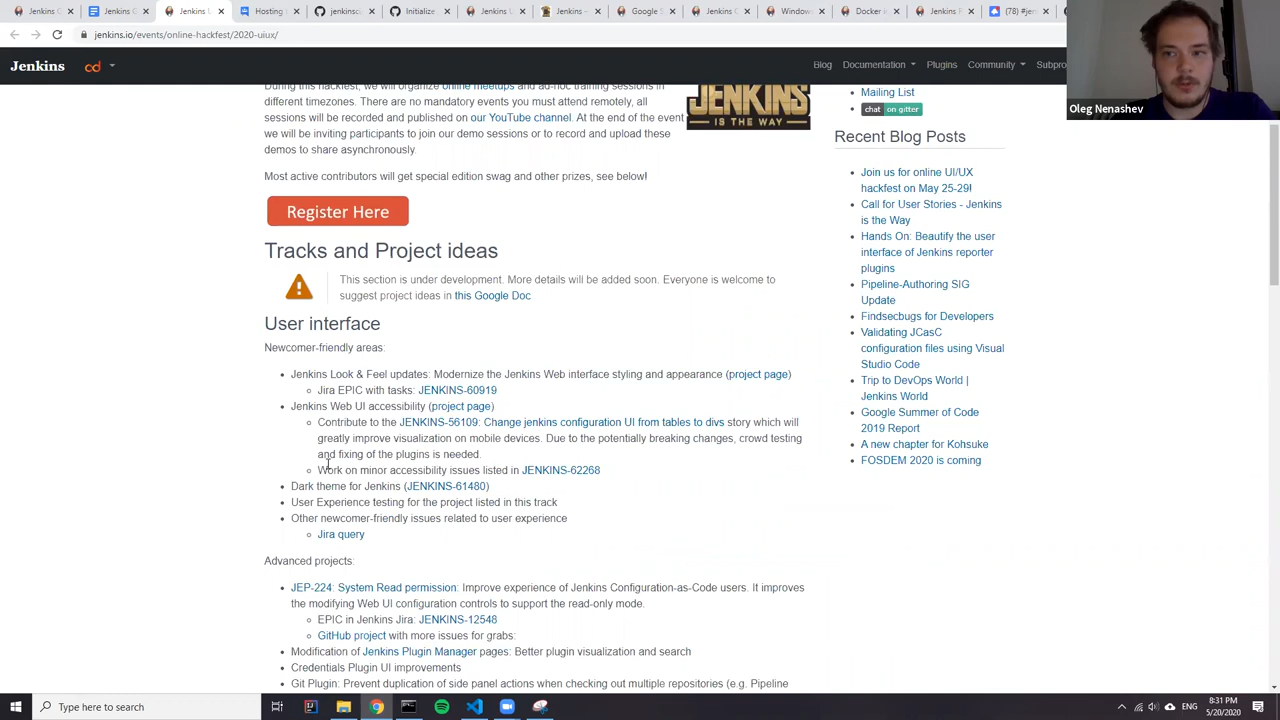 Jenkins C
Jenkins C
Jenkins U
Hosting
jenkinsc
Initialize
Jenkins U
Jenkins –
Google S
Jenkins C
Windows
Docker i
Jenkins F
(78) #jen
jenkins.io/events/online-hackfest/2020-uiux/
Jenkins cd Blog Documentation Plugins Community Subpro
Oleg Nenashev
During this hackfest, we will organize online meetups and ad-hoc training sessions in
different timezones. There are no mandatory events you must attend remotely, all
sessions will be recorded and published on our YouTube channel. At the end of the event
we will be inviting participants to join our demo sessions or to record and upload these
demos to share asynchronously.
JENKINS
IS THE WAY
Most active contributors will get special edition swag and other prizes, see below!
Register Here
Tracks and Project ideas
This section is under development. More details will be added soon. Everyone is welcome to
suggest project ideas in this Google Doc
User interface
Newcomer-friendly areas:
Jenkins Look & Feel updates: Modernize the Jenkins Web interface styling and appearance (project page)
Jira EPIC with tasks: JENKINS-60919
Jenkins Web UI accessibility (project page)
Contribute to the JENKINS-56109: Change jenkins configuration UI from tables to divs story which will
greatly improve visualization on mobile devices. Due to the potentially breaking changes, crowd testing
and fixing of the plugins is needed.
Work on minor accessibility issues listed in JENKINS-62268
Dark theme for Jenkins (JENKINS-61480)
User Experience testing for the project listed in this track
Other newcomer-friendly issues related to user experience
Jira query
Advanced projects:
JEP-224: System Read permission: Improve experience of Jenkins Configuration-as-Code users. It improves
the modifying Web UI configuration controls to support the read-only mode.
EPIC in Jenkins Jira: JENKINS-12548
GitHub project with more issues for grabs:
Modification of Jenkins Plugin Manager pages: Better plugin visualization and search
Credentials Plugin UI improvements
Git Plugin: Prevent duplication of side panel actions when checking out multiple repositories (e.g. Pipeline
Mailing List
chat on gitter
Recent Blog Posts
Join us for online UI/UX
hackfest on May 25-29!
Call for User Stories - Jenkins
is the Way
Hands On: Beautify the user
interface of Jenkins reporter
plugins
Pipeline-Authoring SIG
Update
Findsecbugs for Developers
Validating JCasC
configuration files using Visual
Studio Code
Trip to DevOps World |
Jenkins World
Google Summer of Code
2019 Report
A new chapter for Kohsuke
FOSDEM 2020 is coming
Type here to search
8:31 PM
5/20/2020